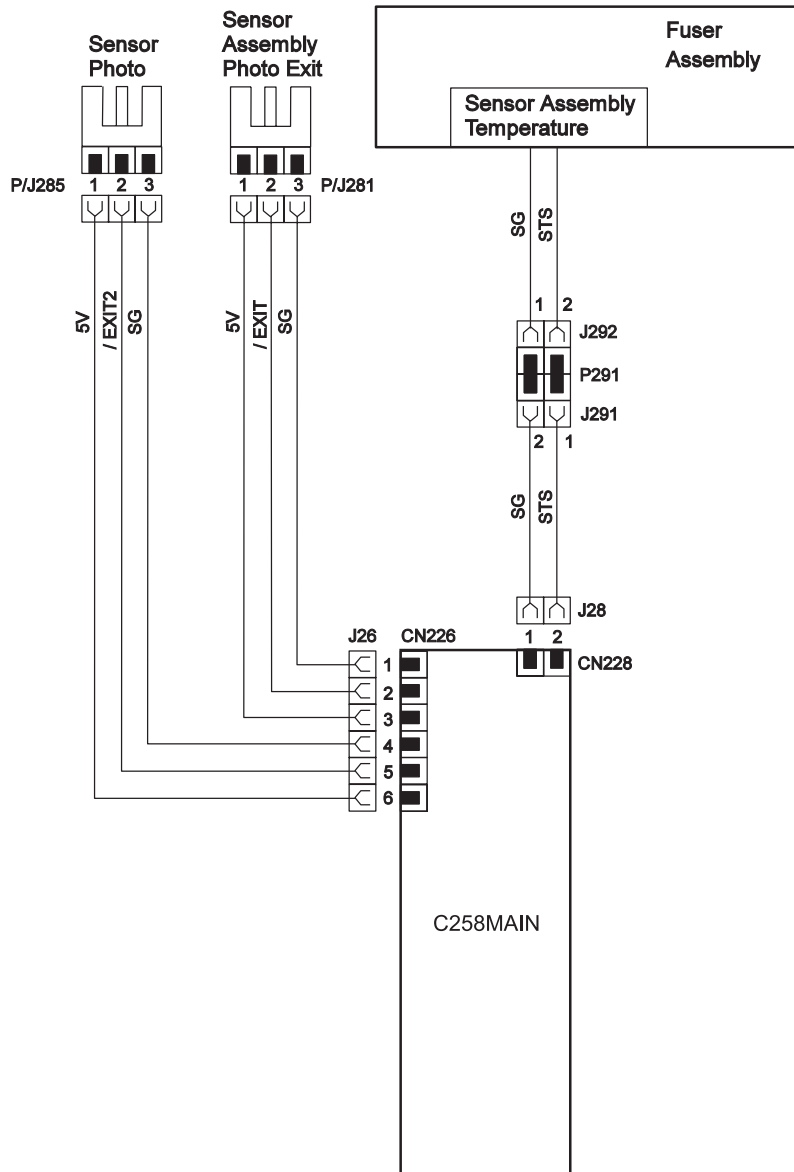 Sensor
Photo
Sensor
Assembly
Photo Exit
Fuser
Assembly
Sensor Assembly
Temperature
P/J285 1 2 3
1 2 3 P/J281
SG
STS
5V
/ EXIT2
SG
5V
/ EXIT
SG
1 2
J292
P291
J291
2 1
SG
STS
J28
J26 CN226
1 2
CN228
1
2
3
4
5
6
C258MAIN